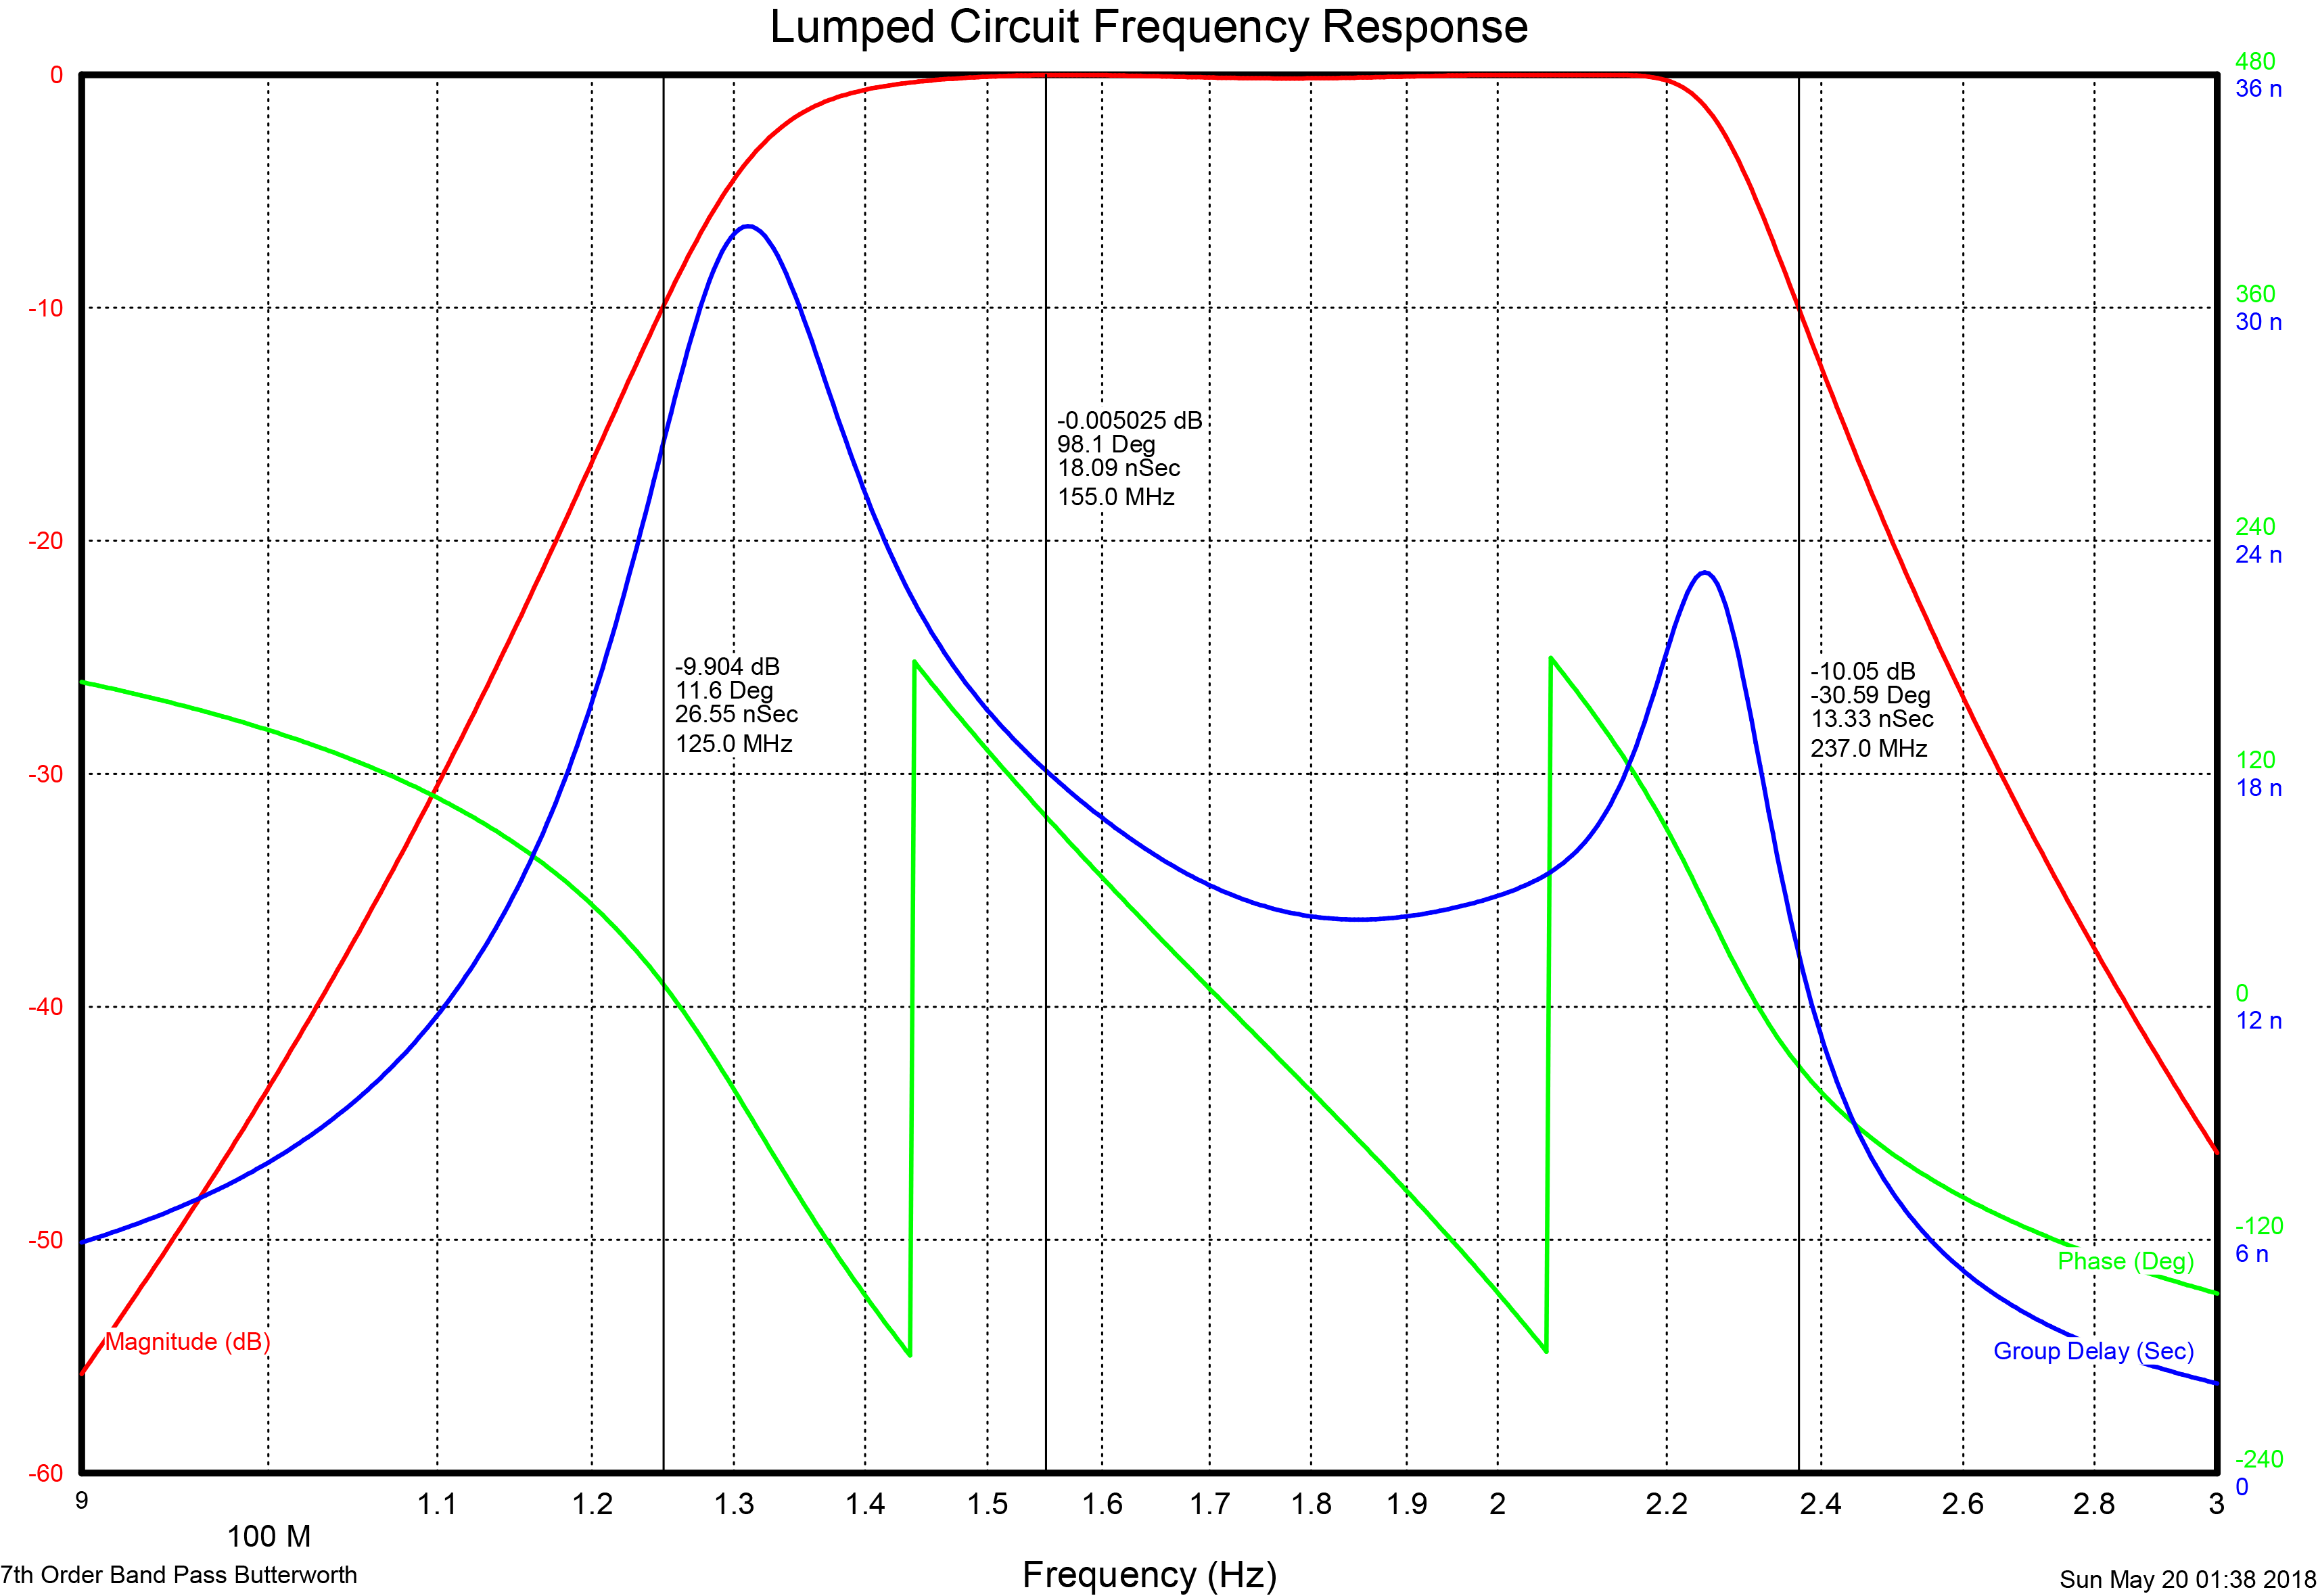 Lumped Circuit Frequency Response
0
-10
-20
-30
-40
-50
-60
480
36 n
360
30 n
240
24 n
120
18 n
0
12 n
-120
6 n
-240
0
-0.005025 dB
98.1 Deg
18.09 nSec
155.0 MHz
-9.904 dB
11.6 Deg
26.55 nSec
125.0 MHz
-10.05 dB
-30.59 Deg
13.33 nSec
237.0 MHz
Phase (Deg)
Magnitude (dB)
Group Delay (Sec)
9 1.1 1.2 1.3 1.4 1.5 1.6 1.7 1.8 1.9 2 2.2 2.4 2.6 2.8 3
100 M
Frequency (Hz)
7th Order Band Pass Butterworth
Sun May 20 01:38 2018